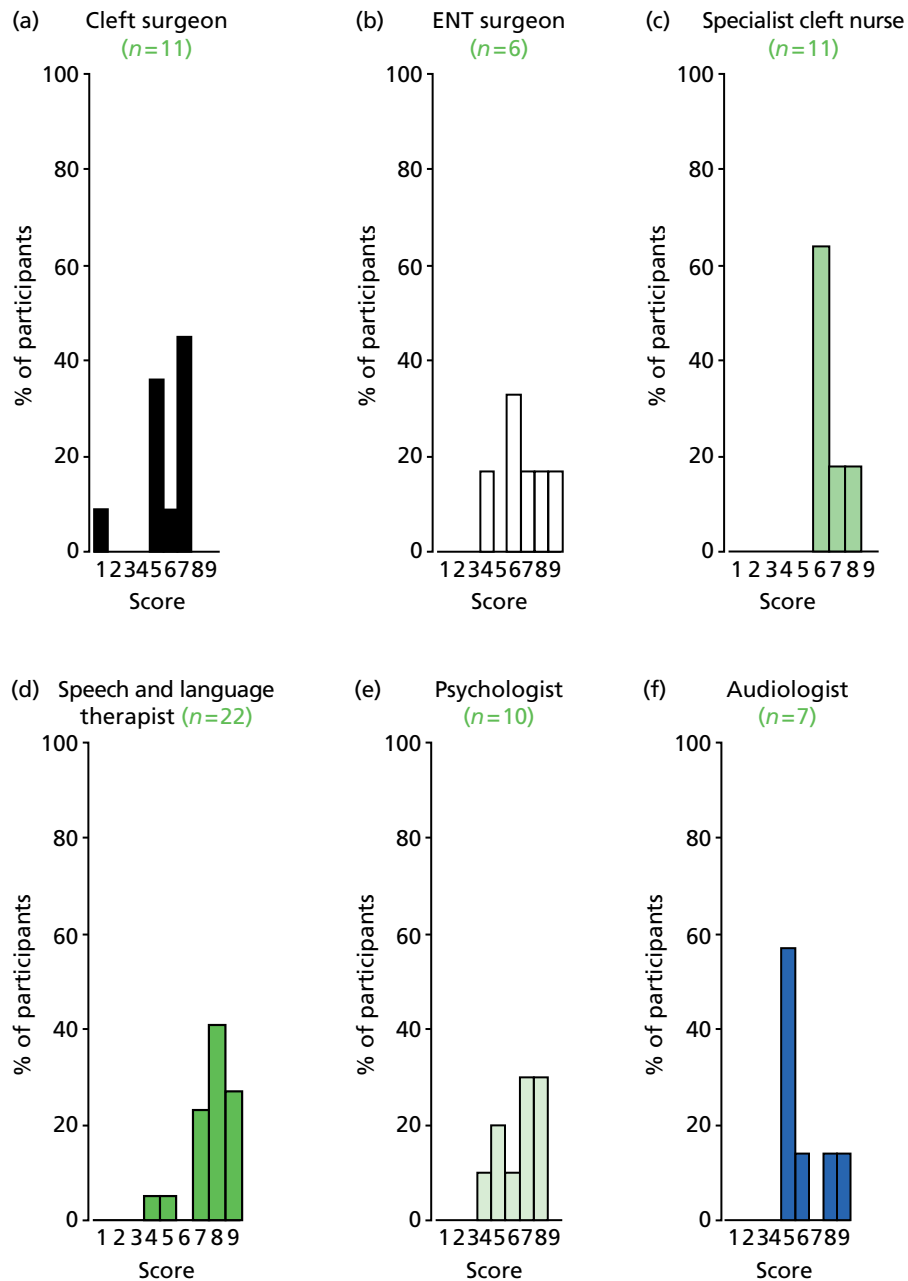 (a) Cleft surgeon
(n=11)
100
80
60
40
20
0
% of participants
1 2 3 4 5 6 7 8 9
Score
(b) ENT surgeon
(n=6)
100
80
60
40
20
0
% of participants
1 2 3 4 5 6 7 8 9
Score
(c) Specialist cleft nurse
(n=11)
100
80
60
40
20
0
% of participants
1 2 3 4 5 6 7 8 9
Score
(d) Speech and language
therapist (n=22)
100
80
60
40
20
0
% of participants
1 2 3 4 5 6 7 8 9
Score
(e) Psychologist
(n=10)
100
80
60
40
20
0
% of participants
1 2 3 4 5 6 7 8 9
Score
(f) Audiologist
(n=7)
100
80
60
40
20
0
% of participants
1 2 3 4 5 6 7 8 9
Score